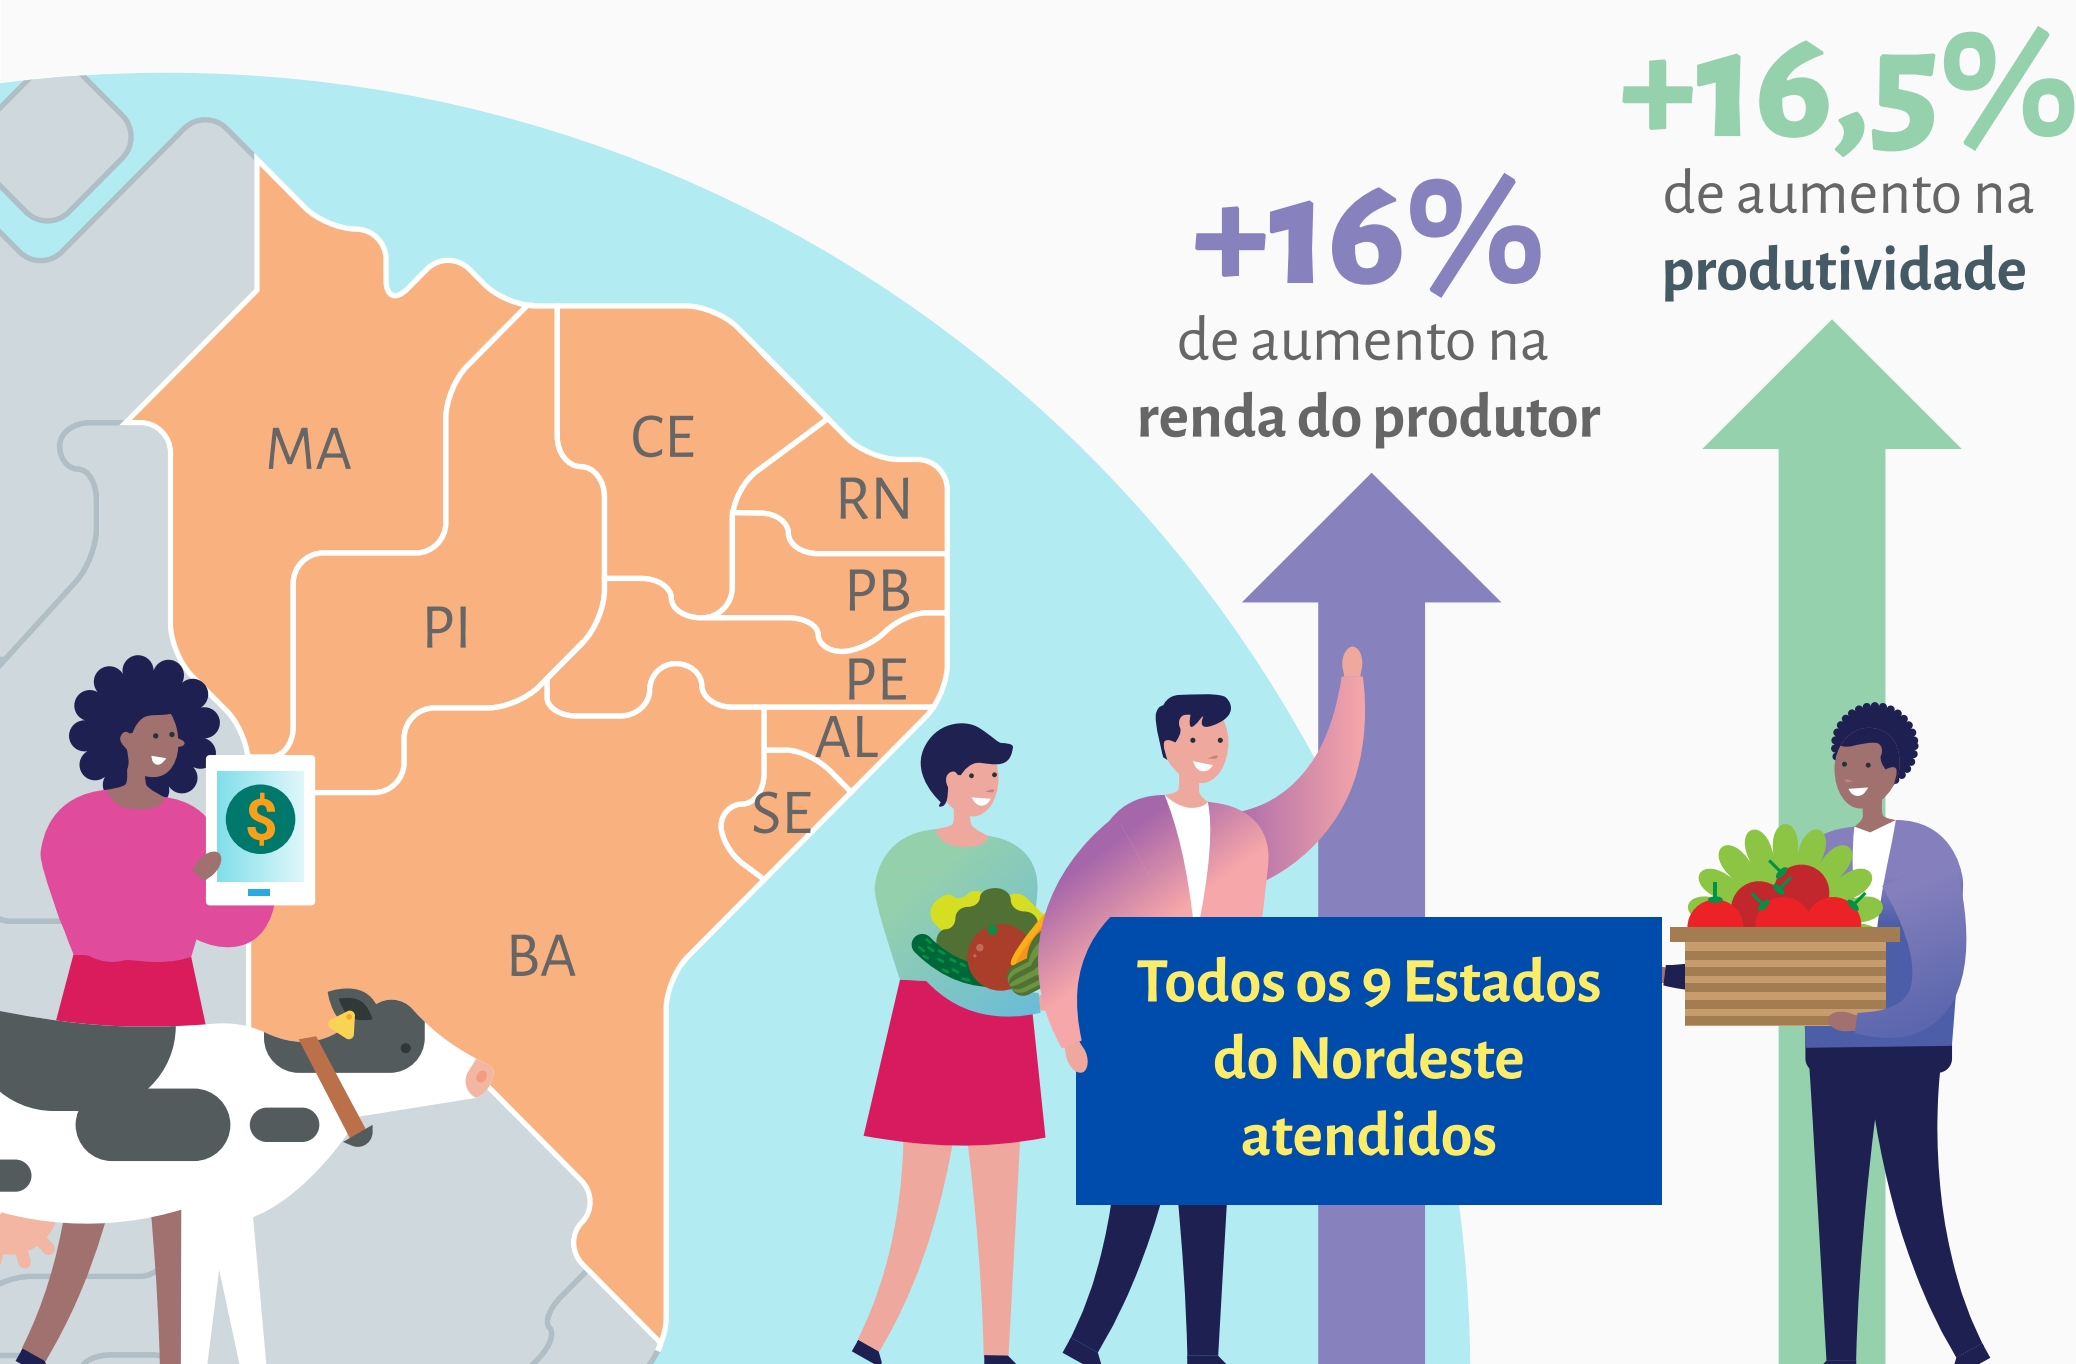 +16,5%
de aumento na
produtividade
+16%
de aumento na
renda do produtor
MA
CE
RN
PB
PI
PE
AL
SE
BA
$
Todos os 9 Estados
do Nordeste
atendidos